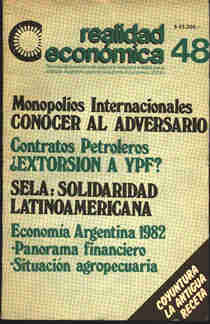 realidad
económica 48
Monopolios Internacionales
CONOCER AL ADVERSARIO
Contratos Petroleros
¿EXTORSION A YPF?
SELA: SOLIDARIDAD
LATINOAMERICANA
Economía Argentina 1982
-Panorama financiero
-Situación agropecuaria
COYUNTURA
LA ANTIGUA
RECETA